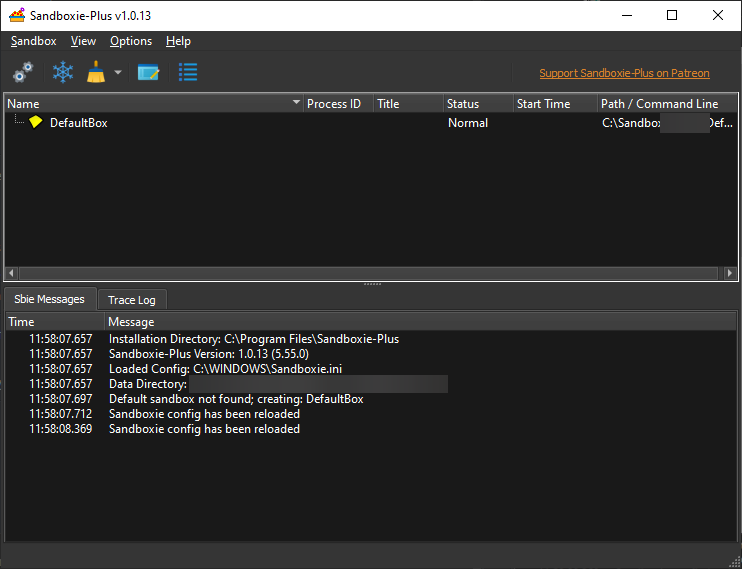 Sandboxie-Plus v1.0.13
Sandbox View Options Help
Support Sandboxie-Plus on Patreon
Name Process ID Title Status Start Time Path / Command Line
DefaultBox Normal C:\Sandbox Def...
Sbie Messages Trace Log
Time Message
11:58:07.657 Installation Directory: C:\Program Files\Sandboxie-Plus
11:58:07.657 Sandboxie-Plus Version: 1.0.13 (5.55.0)
11:58:07.657 Loaded Config: C:\WINDOWS\Sandboxie.ini
11:58:07.657 Data Directory:
11:58:07.697 Default sandbox not found; creating: DefaultBox
11:58:07.712 Sandboxie config has been reloaded
11:58:08.369 Sandboxie config has been reloaded